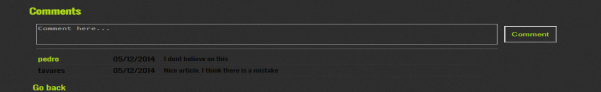 Comments
Comment here...
Comment
pedro 05/12/2014 I dont believe on this
tavares 05/12/2014 Nice article. I think there is a mistake
Go back